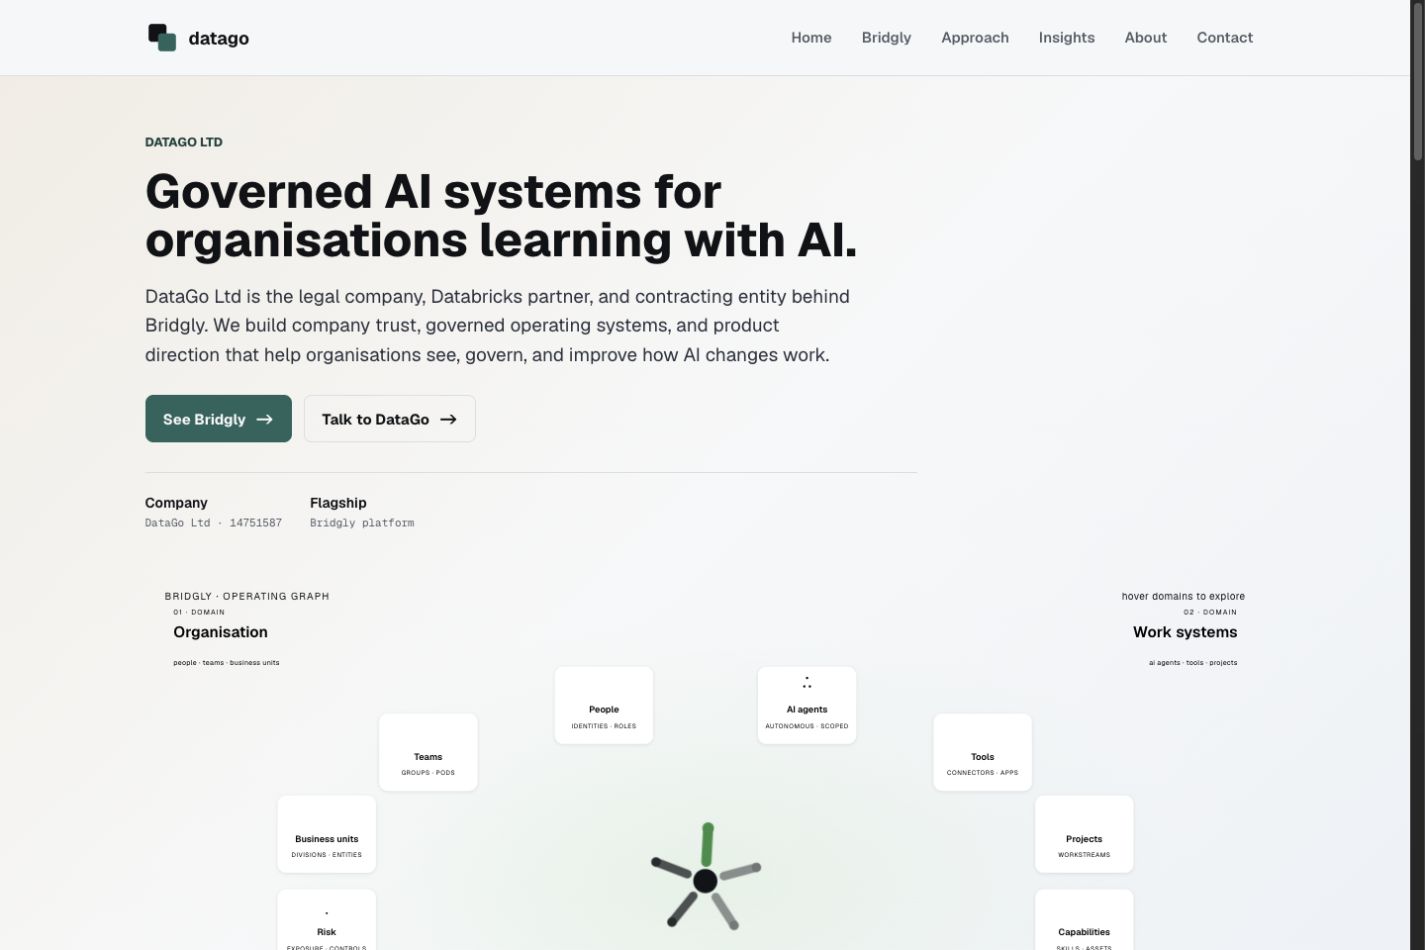 datago
Home Bridgly Approach Insights About Contact
DATAGO LTD
Governed AI systems for
organisations learning with AI.
DataGo Ltd is the legal company, Databricks partner, and contracting entity behind
Bridgly. We build company trust, governed operating systems, and product
direction that help organisations see, govern, and improve how AI changes work.
See Bridgly →
Talk to DataGo →
Company
DataGo Ltd · 14751587
Flagship
Bridgly platform
BRIDGLY · OPERATING GRAPH
hover domains to explore
01 · DOMAIN
Organisation
people · teams · business units
02 · DOMAIN
Work systems
ai agents · tools · projects
People
IDENTITIES · ROLES
AI agents
AUTONOMOUS · SCOPED
Teams
GROUPS · PODS
Tools
CONNECTORS · APPS
Business units
DIVISIONS · ENTITIES
Projects
WORKSTREAMS
Risk
EXPOSURE · CONTROLS
Capabilities
SKILLS · ASSETS